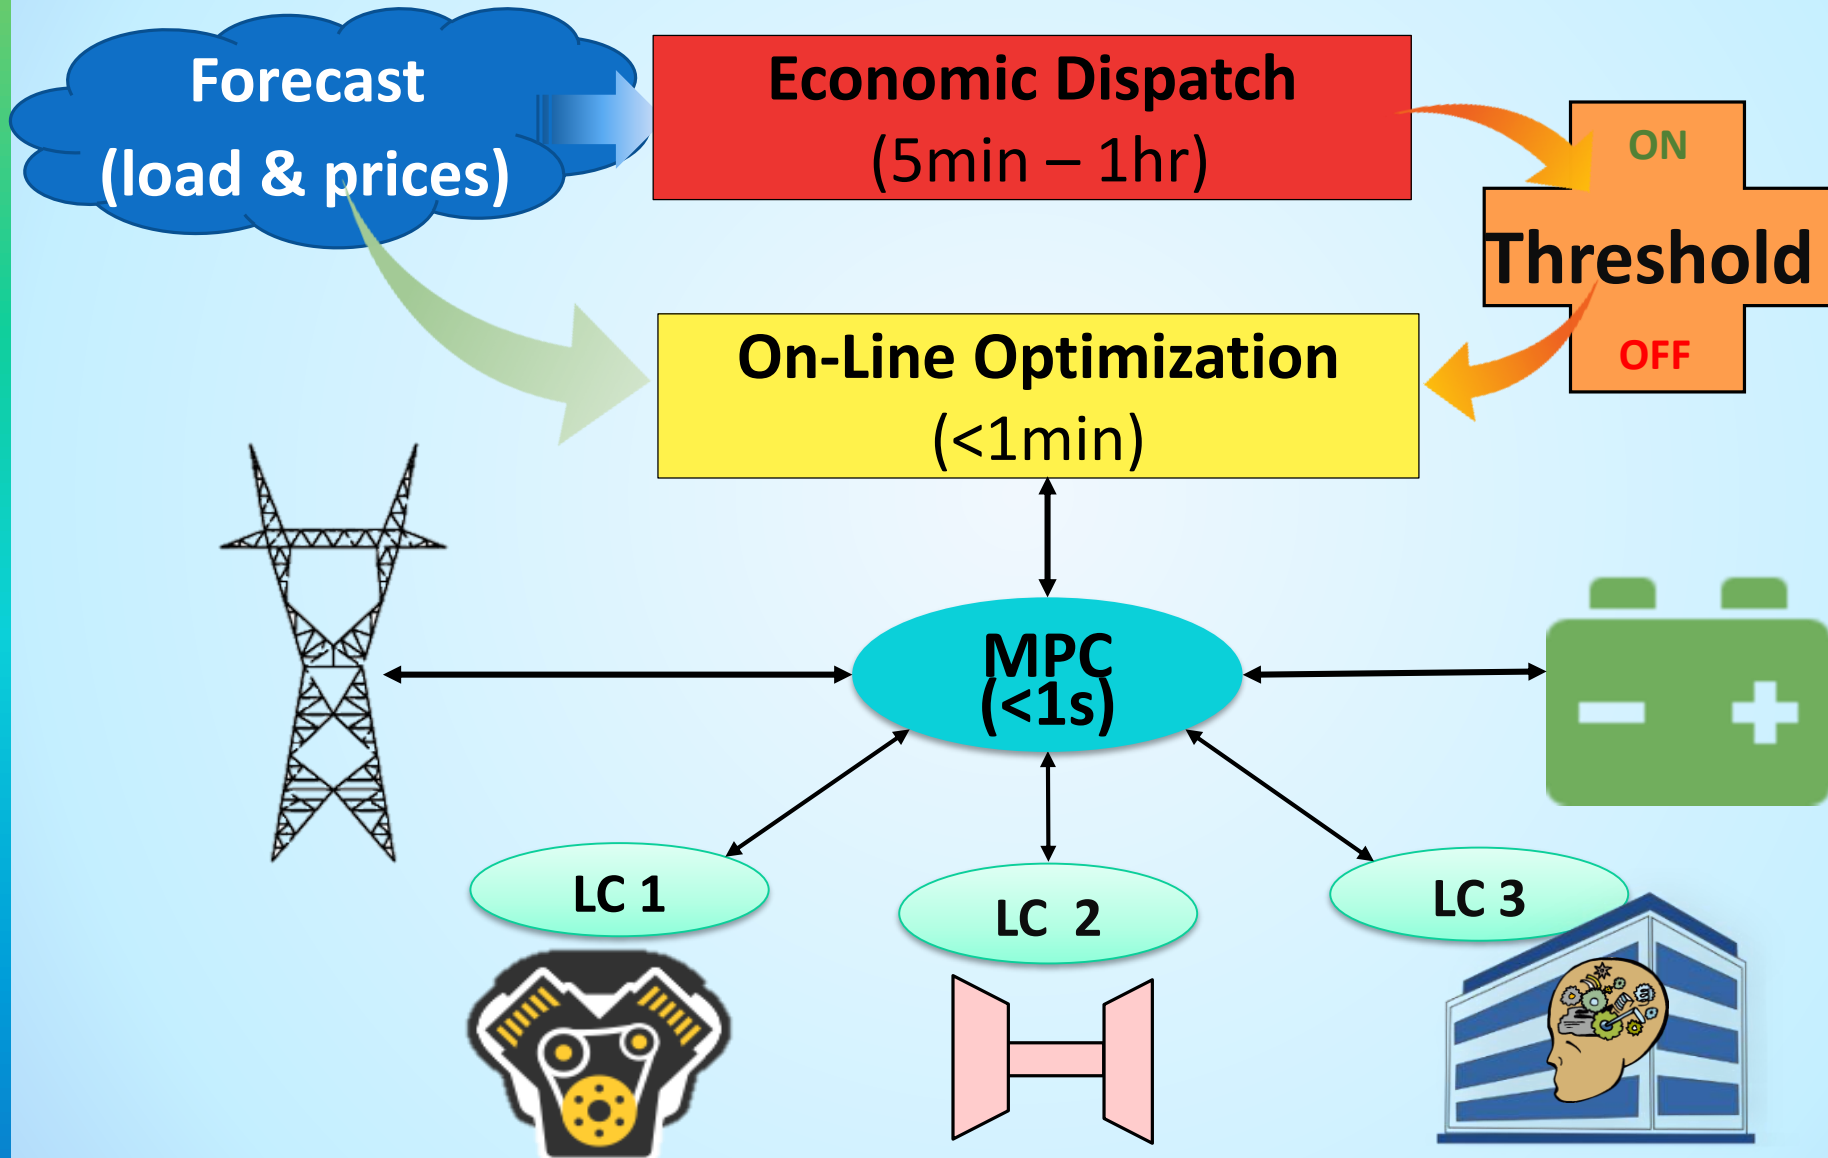 Forecast
(load & prices)
Economic Dispatch
(5min – 1hr)
ON
Threshold
OFF
On-Line Optimization
(<1min)
MPC
(<1s)
LC 1
LC  2
LC 3